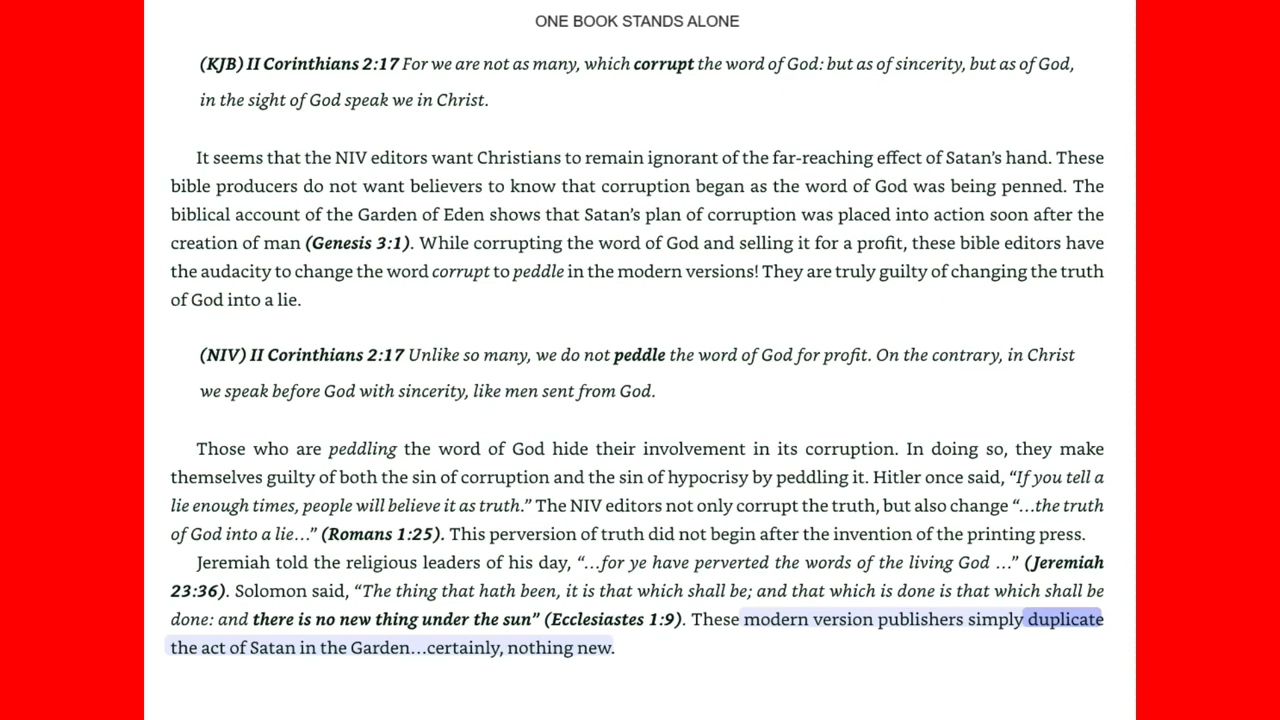 ONE BOOK STANDS ALONE
(KJB) II Corinthians 2:17 For we are not as many, which corrupt the word of God: but as of sincerity, but as of God,
in the sight of God speak we in Christ.
It seems that the NIV editors want Christians to remain ignorant of the far-reaching effect of Satan’s hand. These
bible producers do not want believers to know that corruption began as the word of God was being penned. The
biblical account of the Garden of Eden shows that Satan’s plan of corruption was placed into action soon after the
creation of man (Genesis 3:1). While corrupting the word of God and selling it for a profit, these bible editors have
the audacity to change the word corrupt to peddle in the modern versions! They are truly guilty of changing the truth
of God into a lie.
(NIV) II Corinthians 2:17 Unlike so many, we do not peddle the word of God for profit. On the contrary, in Christ
we speak before God with sincerity, like men sent from God.
Those who are peddling the word of God hide their involvement in its corruption. In doing so, they make
themselves guilty of both the sin of corruption and the sin of hypocrisy by peddling it. Hitler once said, “If you tell a
lie enough times, people will believe it as truth.” The NIV editors not only corrupt the truth, but also change “…the truth
of God into a lie…” (Romans 1:25). This perversion of truth did not begin after the invention of the printing press.
Jeremiah told the religious leaders of his day, “…for ye have perverted the words of the living God …” (Jeremiah
23:36). Solomon said, “The thing that hath been, it is that which shall be; and that which is done is that which shall be
done: and there is no new thing under the sun” (Ecclesiastes 1:9). These modern version publishers simply duplicate
the act of Satan in the Garden…certainly, nothing new.